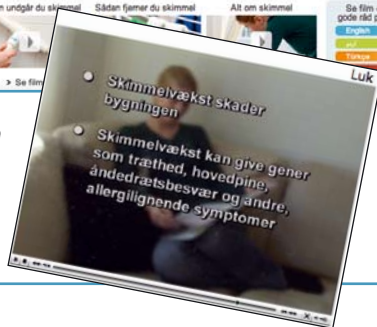 undgår du skimmel
Sådan fjerner du skimmel
Alt om skimmel
Se film
gode råd
English
Türkçe
> Se film
Luk
Skimmelvækst skader
bygningen
Skimmelvækst kan give gener
som træthed, hovedpine,
åndedrætsbesvær og andre,
allergilignende symptomer